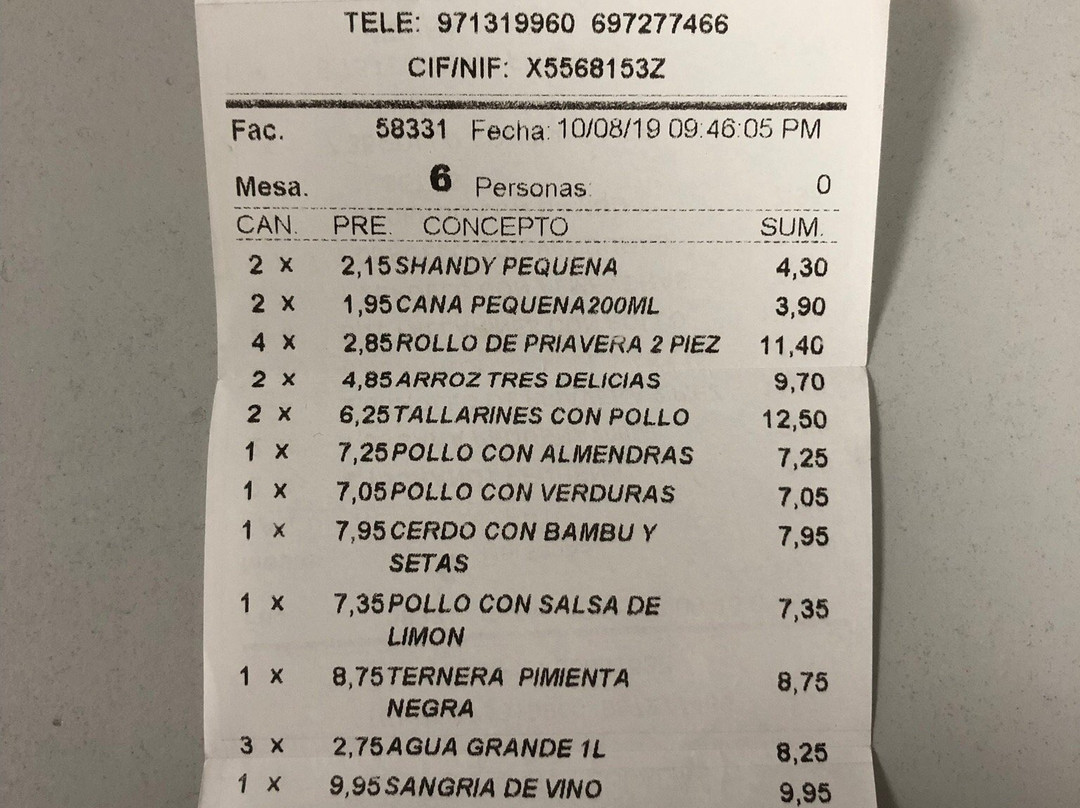 TELE: 971319960 697277466
CIF/NIF: X5568153Z
Fac. 58331 Fecha: 10/08/19 09:46:05 PM
Mesa. 6 Personas: 0
CAN. PRE. CONCEPTO SUM.
2 x 2,15 SHANDY PEQUENA 4,30
2 x 1,95 CANA PEQUENA200ML 3,90
4 x 2,85 ROLLO DE PRIAVERA 2 PIEZ 11,40
2 x 4,85 ARROZ TRES DELICIAS 9,70
2 x 6,25 TALLARINES CON POLLO 12,50
1 x 7,25 POLLO CON ALMENDRAS 7,25
1 x 7,05 POLLO CON VERDURAS 7,05
1 x 7,95 CERDO CON BAMBU Y 7,95
SETAS
1 x 7,35 POLLO CON SALSA DE 7,35
LIMON
1 x 8,75 TERNERA PIMIENTA 8,75
NEGRA
3 x 2,75 AGUA GRANDE 1L 8,25
1 x 9,95 SANGRIA DE VINO 9,95